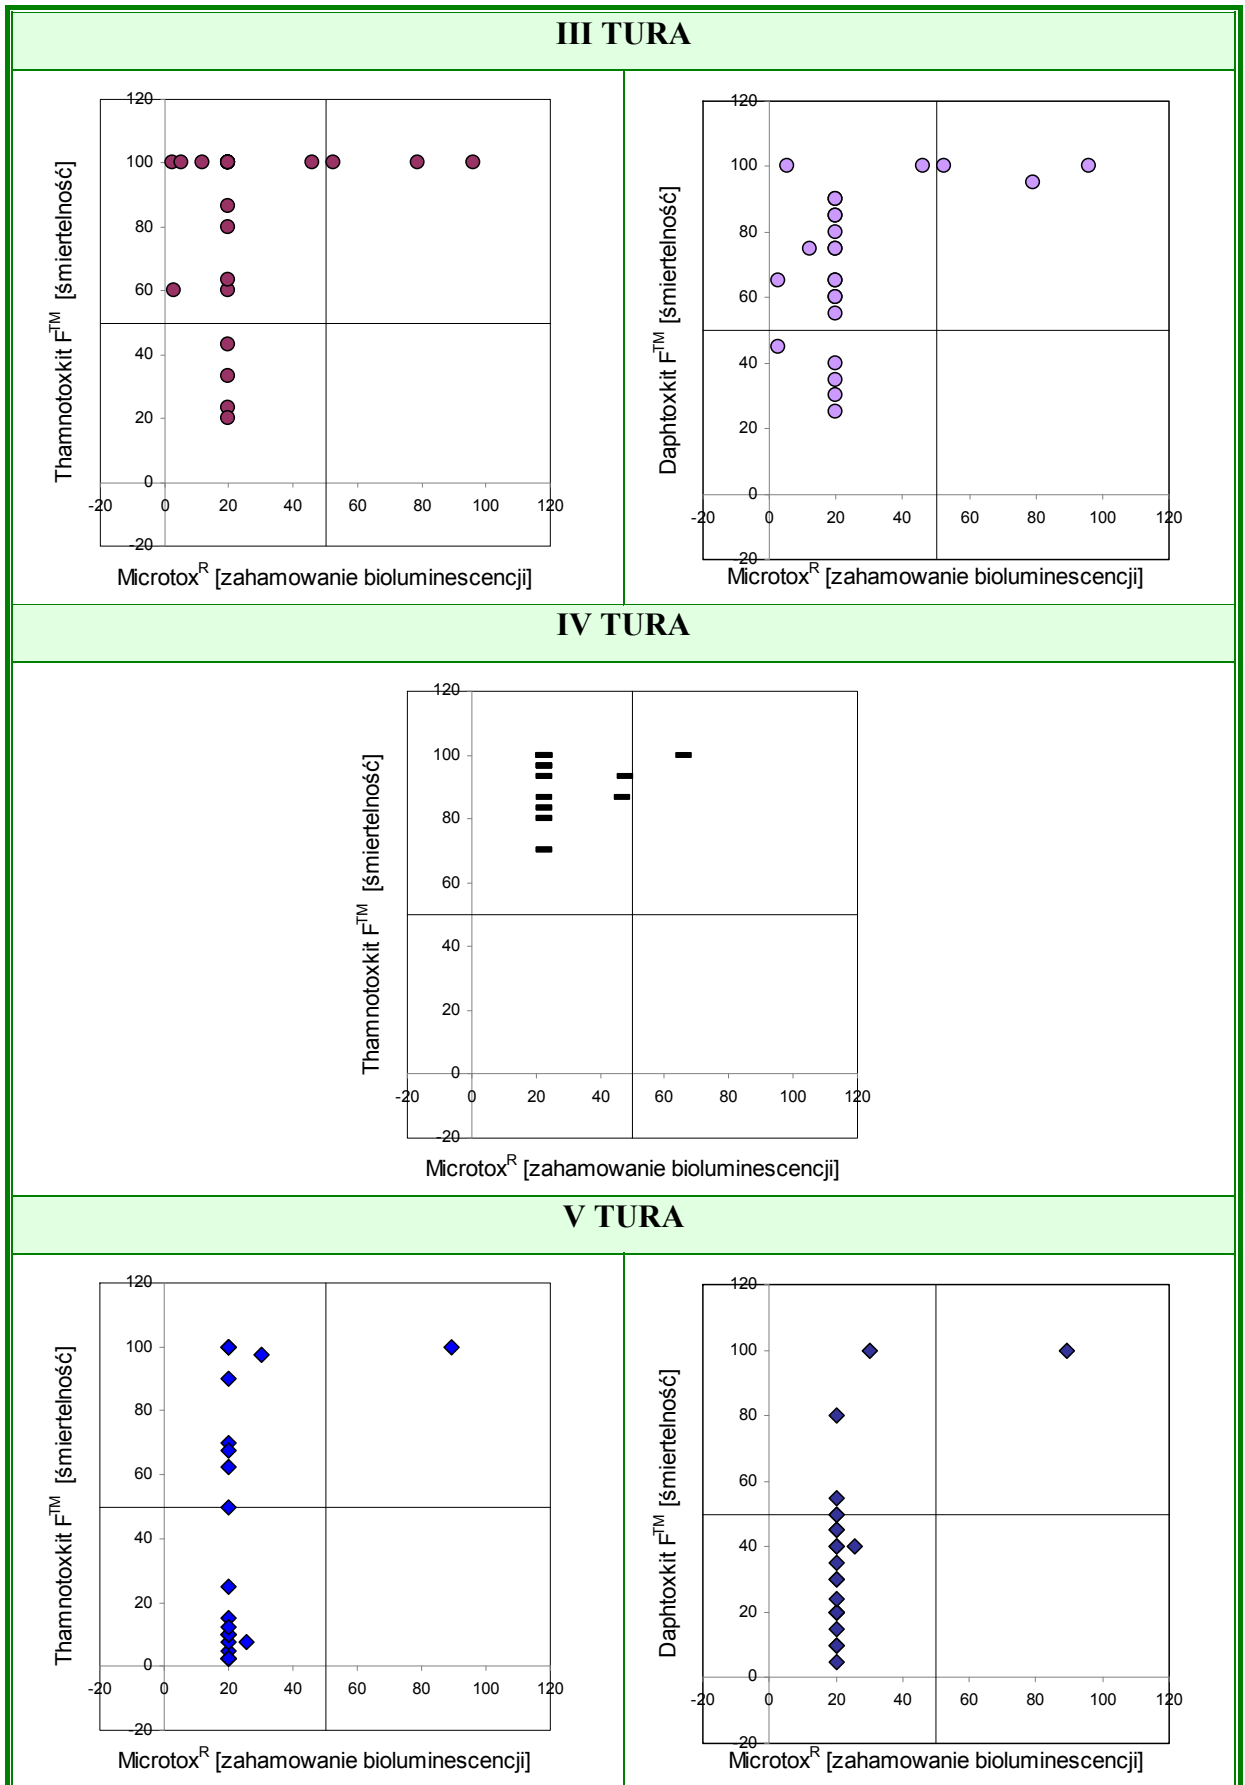 III TURA
Thamnotoxkit F™ [śmiertelność]
120
100
80
60
40
20
0
-20
-20 0 20 40 60 80 100 120
Microtox^R [zahamowanie bioluminescencji]
Daphtoxkit F™ [śmiertelność]
120
100
80
60
40
20
0
-20
-20 0 20 40 60 80 100 120
Microtox^R [zahamowanie bioluminescencji]
IV TURA
Thamnotoxkit F™ [śmiertelność]
120
100
80
60
40
20
0
-20
-20 0 20 40 60 80 100 120
Microtox^R [zahamowanie bioluminescencji]
V TURA
Thamnotoxkit F™ [śmiertelność]
120
100
80
60
40
20
0
-20
-20 0 20 40 60 80 100 120
Microtox^R [zahamowanie bioluminescencji]
Daphtoxkit F™ [śmiertelność]
120
100
80
60
40
20
0
-20
-20 0 20 40 60 80 100 120
Microtox^R [zahamowanie bioluminescencji]